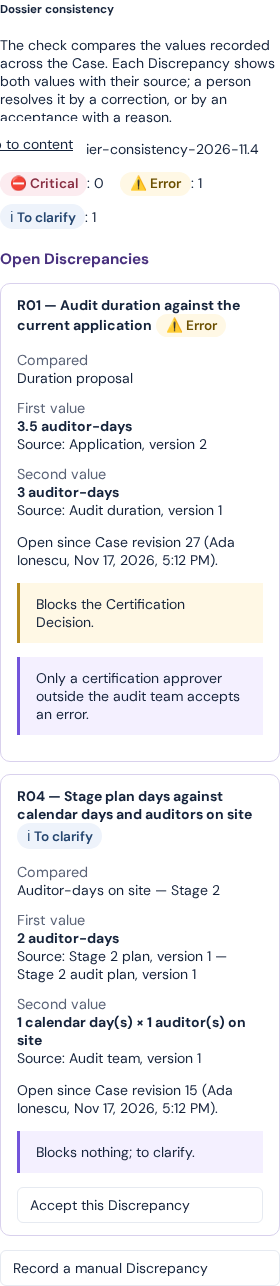 Dossier consistency
The check compares the values recorded
across the Case. Each Discrepancy shows
both values with their source; a person
resolves it by a correction, or by an
acceptance with a reason.
to content
ier-consistency-2026-11.4
⛔ Critical : 0 ⚠️ Error : 1
ℹ To clarify : 1
Open Discrepancies
R01 — Audit duration against the
current application ⚠️ Error
Compared
Duration proposal
First value
3.5 auditor-days
Source: Application, version 2
Second value
3 auditor-days
Source: Audit duration, version 1
Open since Case revision 27 (Ada
Ionescu, Nov 17, 2026, 5:12 PM).
Blocks the Certification
Decision.
Only a certification approver
outside the audit team accepts
an error.
R04 — Stage plan days against
calendar days and auditors on site
ℹ To clarify
Compared
Auditor-days on site — Stage 2
First value
2 auditor-days
Source: Stage 2 plan, version 1 —
Stage 2 audit plan, version 1
Second value
1 calendar day(s) × 1 auditor(s) on
site
Source: Audit team, version 1
Open since Case revision 15 (Ada
Ionescu, Nov 17, 2026, 5:12 PM).
Blocks nothing; to clarify.
Accept this Discrepancy
Record a manual Discrepancy